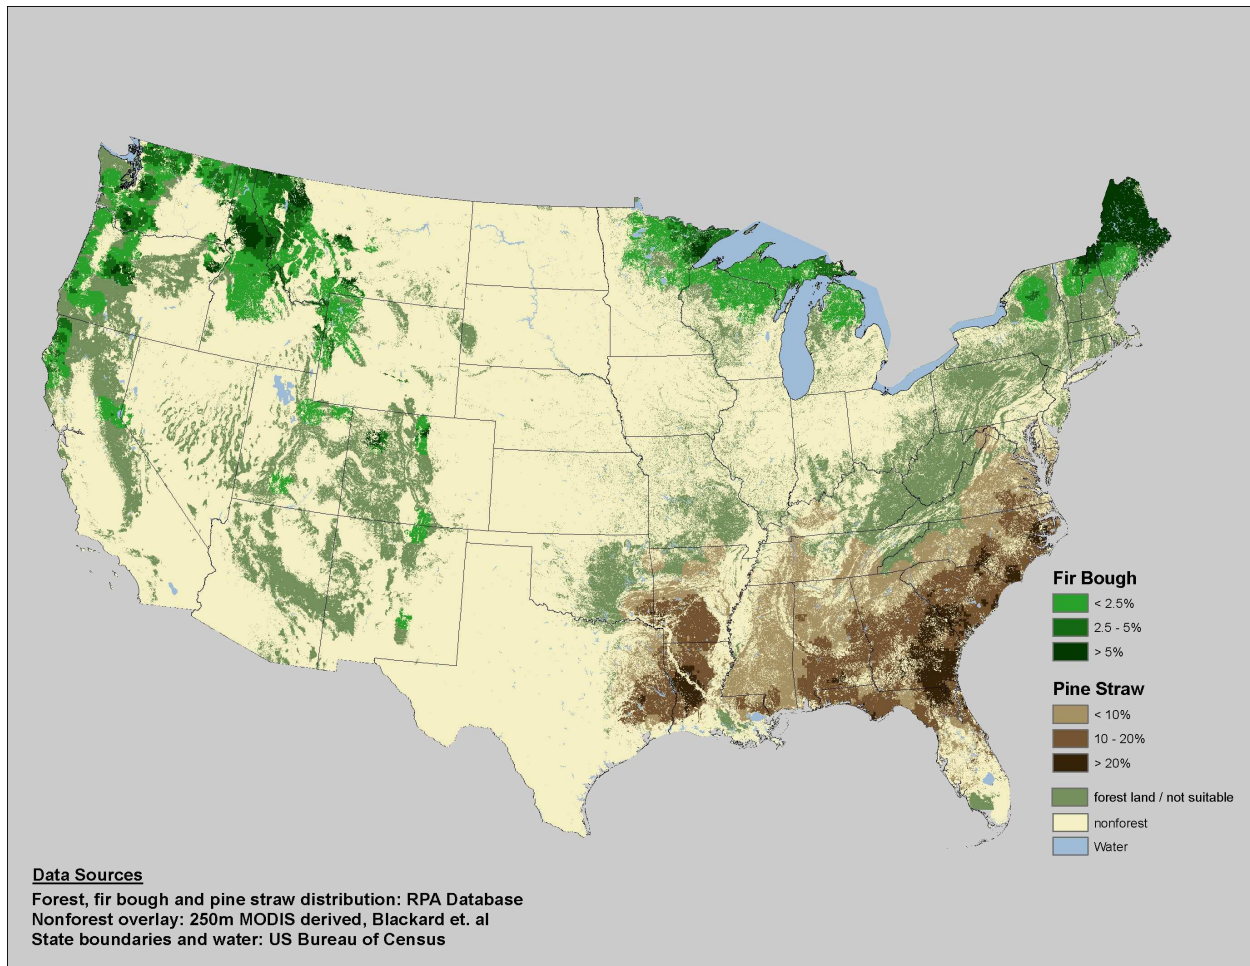 Fir Bough
< 2.5%
2.5 - 5%
> 5%
Pine Straw
< 10%
10 - 20%
> 20%
forest land / not suitable
nonforest
Water
Data Sources
Forest, fir bough and pine straw distribution: RPA Database
Nonforest overlay: 250m MODIS derived, Blackard et. al
State boundaries and water: US Bureau of Census